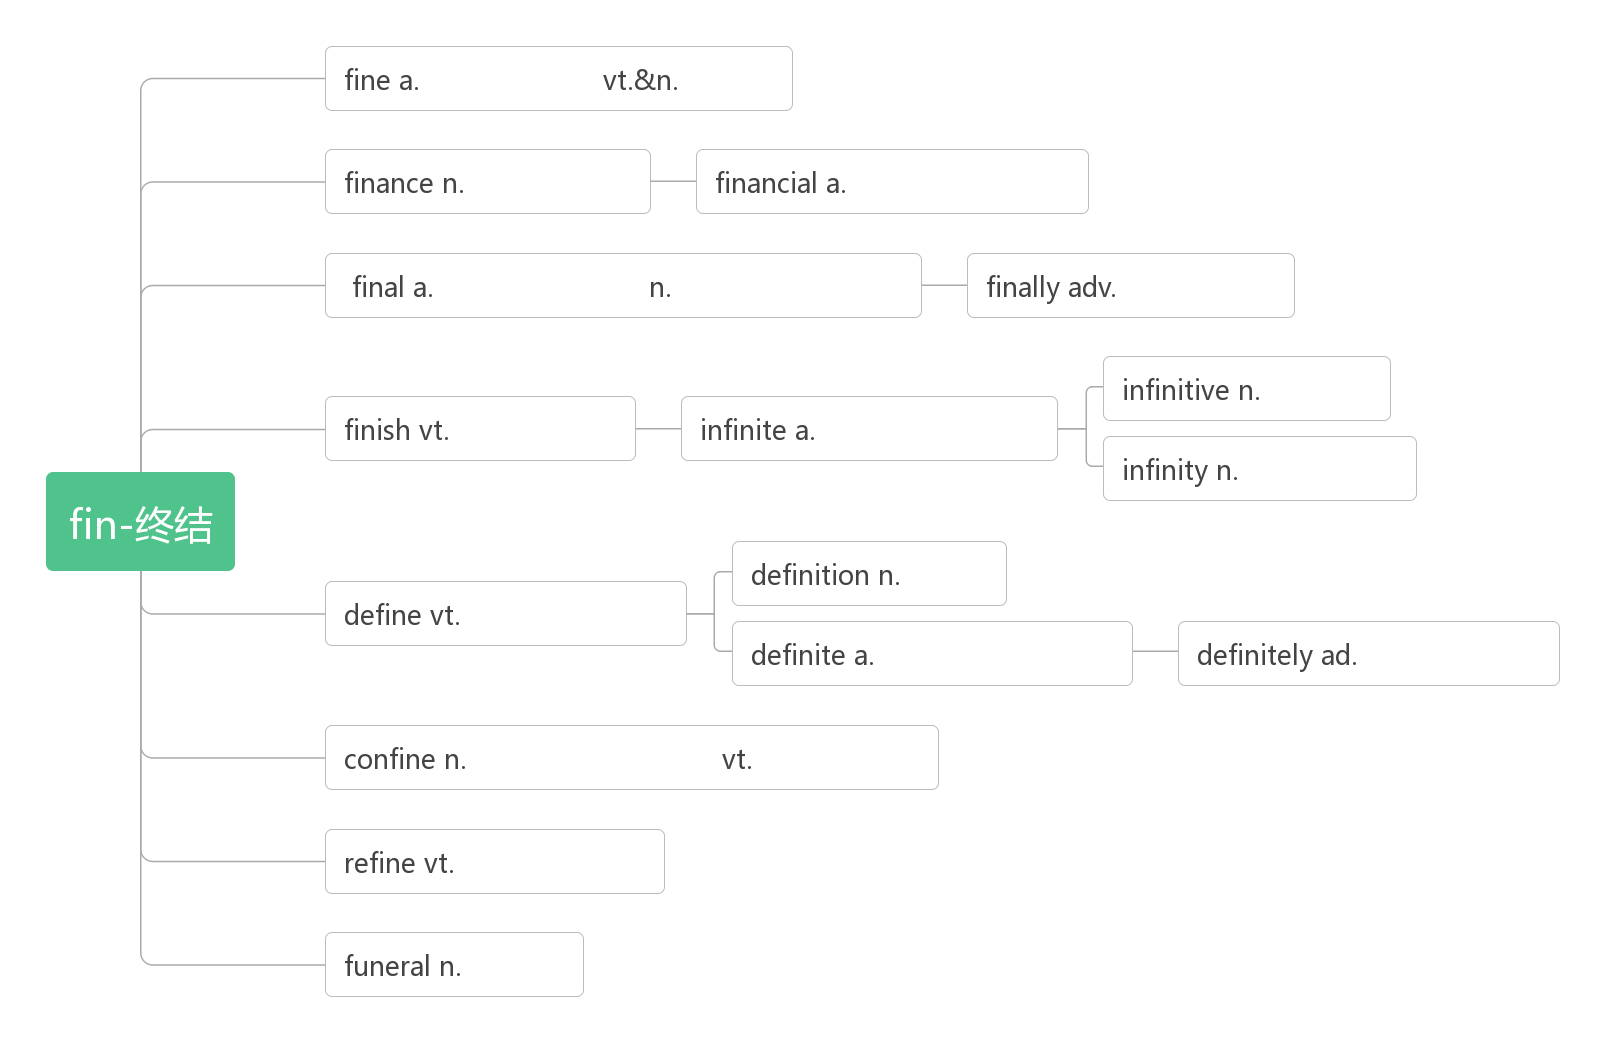 fine a. vt.&n.
finance n.
financial a.
final a. n.
finally adv.
finish vt.
infinite a.
infinitive n.
infinity n.
fin-终结
define vt.
definition n.
definite a.
definitely ad.
confine n. vt.
refine vt.
funeral n.